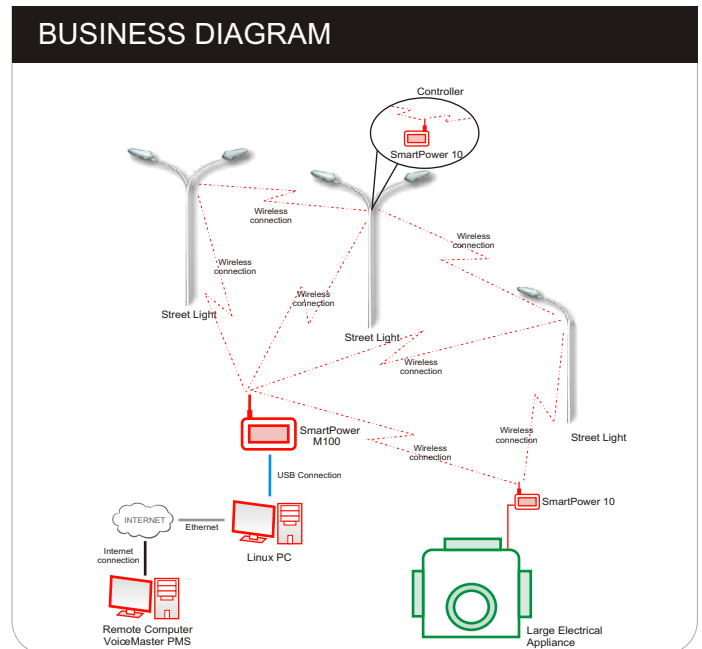 BUSINESS DIAGRAM
Controller
SmartPower 10
Wireless
connection
Wireless
connection
Wireless
connection
Wireless
connection
Street Light
Street Light
Wireless
connection
SmartPower
M100
Wireless
connection
Wireless
connection
Street Light
USB Connection
SmartPower 10
INTERNET
Ethernet
Linux PC
Internet
connection
Remote Computer
VoiceMaster PMS
Large Electrical
Appliance